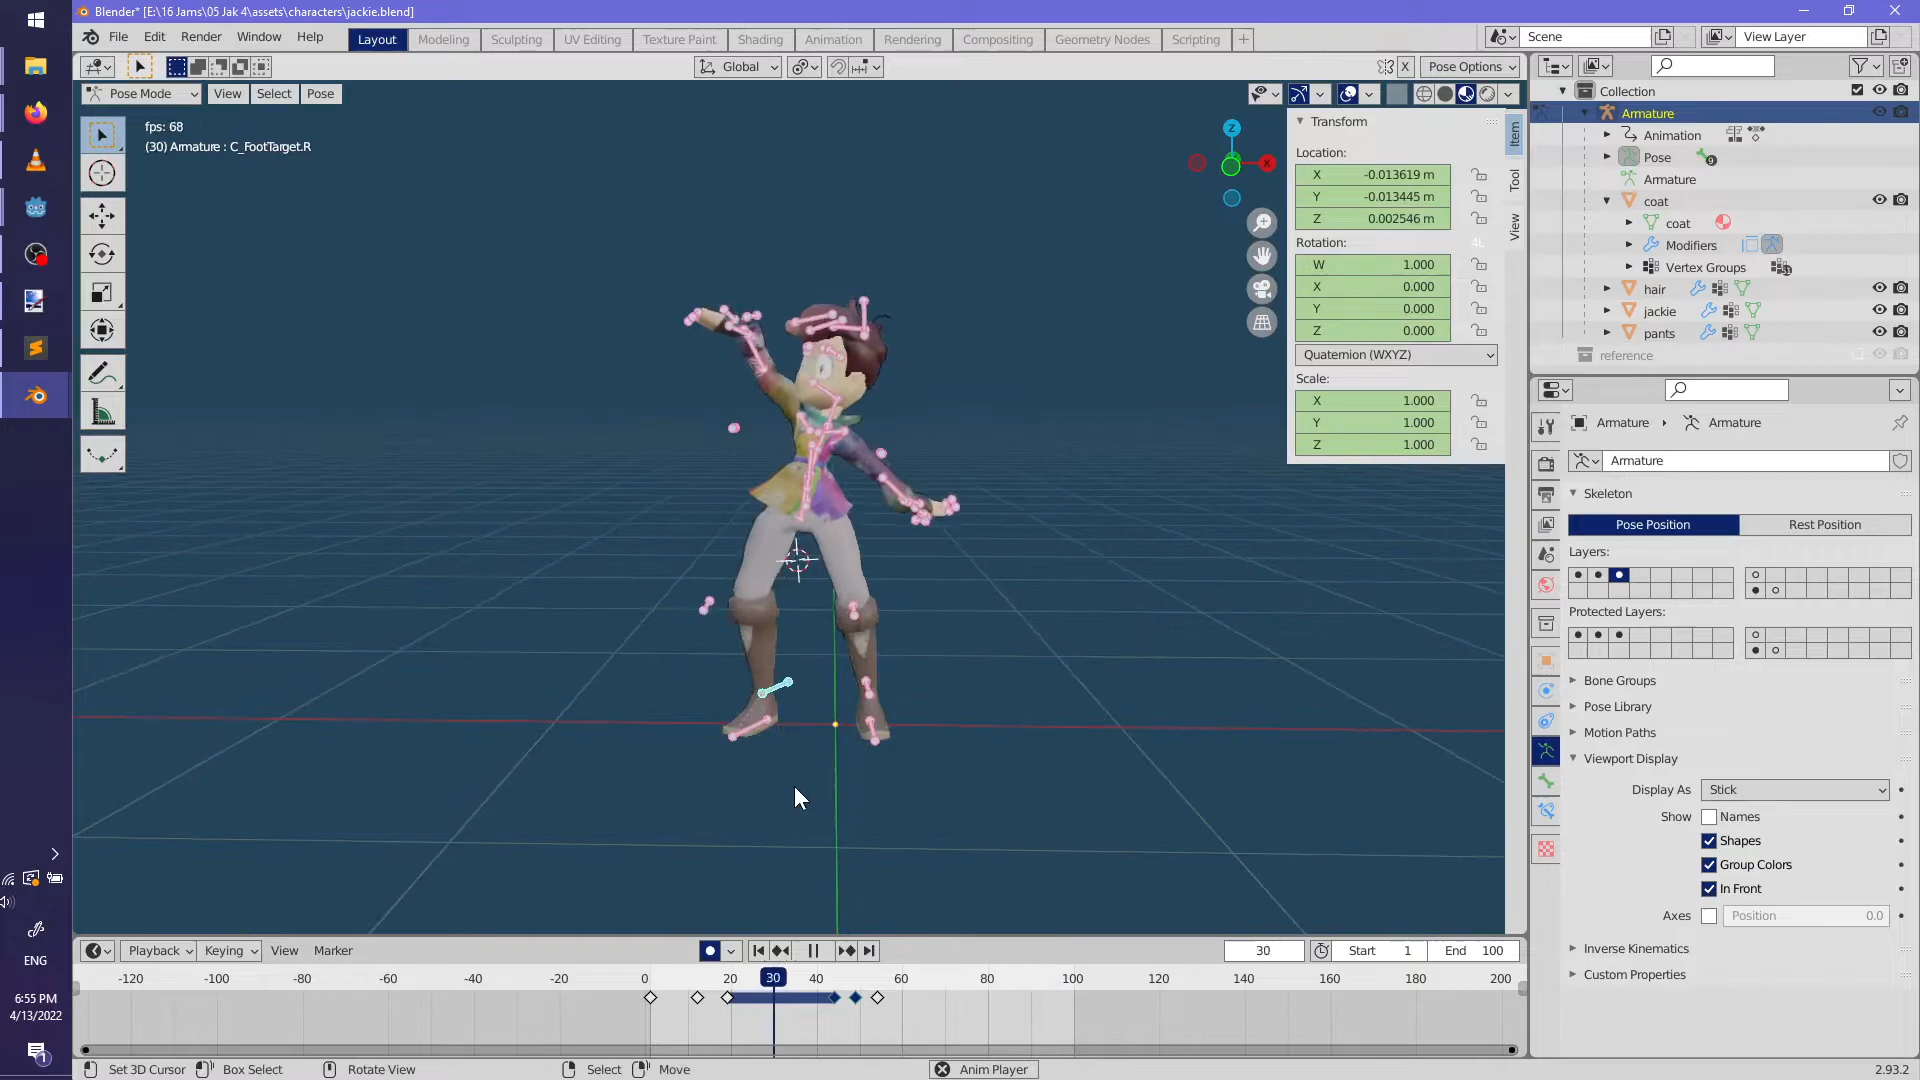 Blender* [E:\16 Jams\05 Jak 4\assets\characters\jackie.blend]
File Edit Render Window Help Layout Modeling Sculpting UV Editing Texture Paint Shading Animation Rendering Compositing Geometry Nodes Scripting + Scene View Layer
Global Pose Options
Pose Mode View Select Pose
fps: 68
(30) Armature : C_FootTarget.R
Z
X
Transform
Location:
X -0.013619 m
Y -0.013445 m
Z 0.002546 m
Rotation: 4L
W 1.000
X 0.000
Y 0.000
Z 0.000
Quaternion (WXYZ)
Scale:
X 1.000
Y 1.000
Z 1.000
Item
Tool
View
Collection
Armature
Animation
Pose 9
Armature
coat
coat
Modifiers
Vertex Groups
hair
jackie
pants
reference
Armature Armature
Armature
Skeleton
Pose Position Rest Position
Layers:
Protected Layers:
Bone Groups
Pose Library
Motion Paths
Viewport Display
Display As Stick
Show Names
Shapes
Group Colors
In Front
Axes Position 0.0
Inverse Kinematics
Custom Properties
Playback Keying View Marker 30 Start 1 End 100
-120 -100 -80 -60 -40 -20 0 20 30 40 60 80 100 120 140 160 180 200
Set 3D Cursor Box Select Rotate View Select Move Anim Player 2.93.2
ENG
6:55 PM
4/13/2022
1